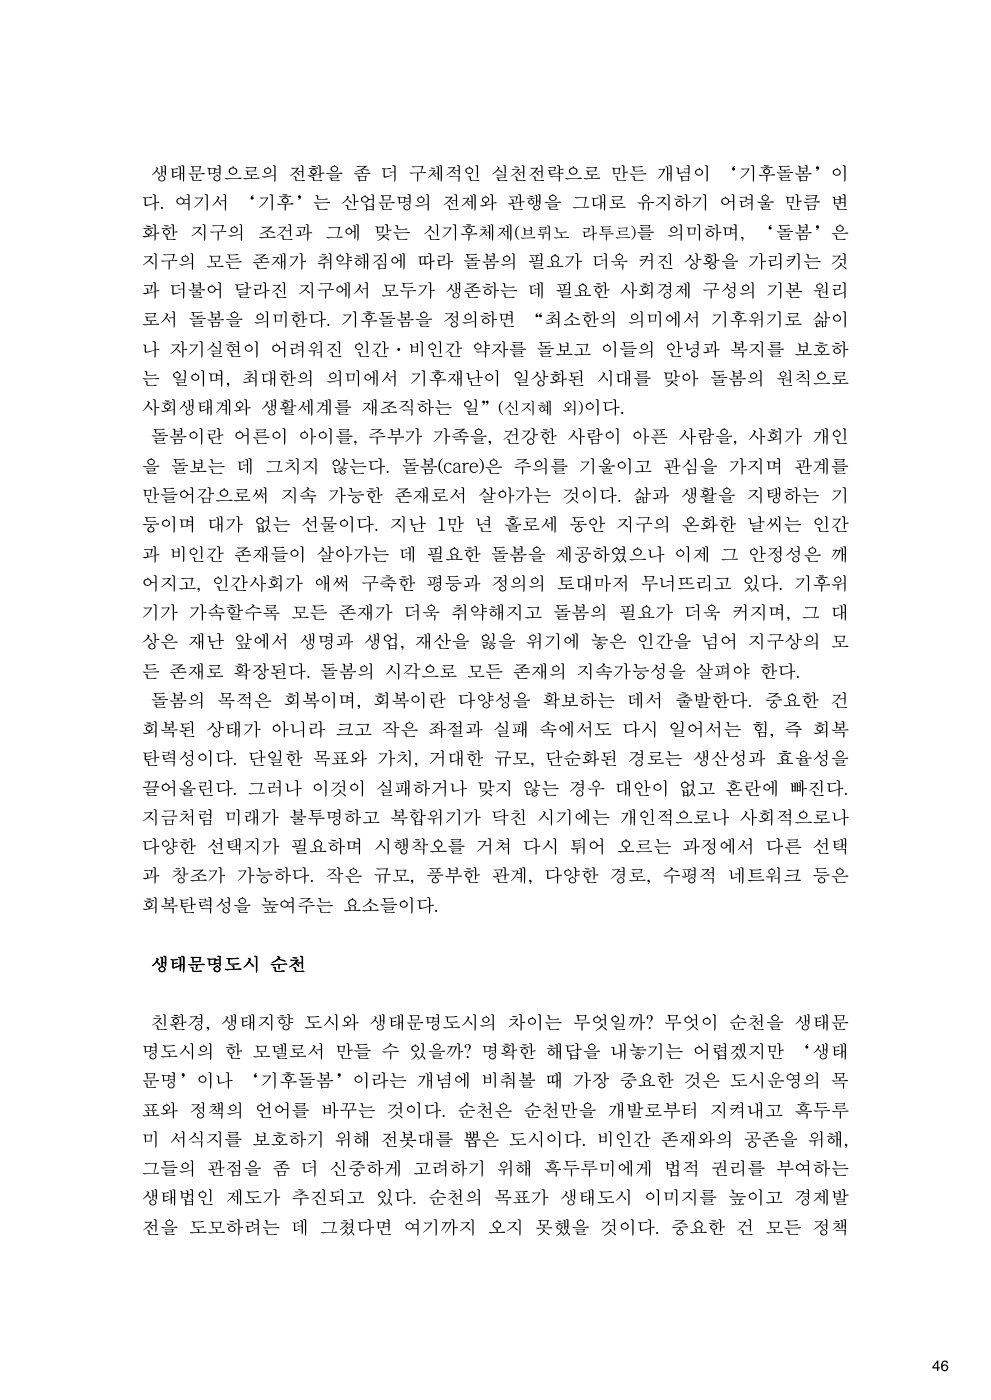 생태문명으로의 전환을 좀 더 구체적인 실천전략으로 만든 개념이 ‘기후돌봄’이
다. 여기서 ‘기후’는 산업문명의 전제와 관행을 그대로 유지하기 어려울 만큼 변
화한 지구의 조건과 그에 맞는 신기후체제(브뤼노 라투르)를 의미하며, ‘돌봄’은
지구의 모든 존재가 취약해짐에 따라 돌봄의 필요가 더욱 커진 상황을 가리키는 것
과 더불어 달라진 지구에서 모두가 생존하는 데 필요한 사회경제 구성의 기본 원리
로서 돌봄을 의미한다. 기후돌봄을 정의하면 “최소한의 의미에서 기후위기로 삶이
나 자기실현이 어려워진 인간·비인간 약자를 돌보고 이들의 안녕과 복지를 보호하
는 일이며, 최대한의 의미에서 기후재난이 일상화된 시대를 맞아 돌봄의 원칙으로
사회생태계와 생활세계를 재조직하는 일”(신지혜 외)이다.
돌봄이란 어른이 아이를, 주부가 가족을, 건강한 사람이 아픈 사람을, 사회가 개인
을 돌보는 데 그치지 않는다. 돌봄(care)은 주의를 기울이고 관심을 가지며 관계를
만들어감으로써 지속 가능한 존재로서 살아가는 것이다. 삶과 생활을 지탱하는 기
둥이며 대가 없는 선물이다. 지난 1만 년 홀로세 동안 지구의 온화한 날씨는 인간
과 비인간 존재들이 살아가는 데 필요한 돌봄을 제공하였으나 이제 그 안정성은 깨
어지고, 인간사회가 애써 구축한 평등과 정의의 토대마저 무너뜨리고 있다. 기후위
기가 가속할수록 모든 존재가 더욱 취약해지고 돌봄의 필요가 더욱 커지며, 그 대
상은 재난 앞에서 생명과 생업, 재산을 잃을 위기에 놓은 인간을 넘어 지구상의 모
든 존재로 확장된다. 돌봄의 시각으로 모든 존재의 지속가능성을 살펴야 한다.
돌봄의 목적은 회복이며, 회복이란 다양성을 확보하는 데서 출발한다. 중요한 건
회복된 상태가 아니라 크고 작은 좌절과 실패 속에서도 다시 일어서는 힘, 즉 회복
탄력성이다. 단일한 목표와 가치, 거대한 규모, 단순화된 경로는 생산성과 효율성을
끌어올린다. 그러나 이것이 실패하거나 맞지 않는 경우 대안이 없고 혼란에 빠진다.
지금처럼 미래가 불투명하고 복합위기가 닥친 시기에는 개인적으로나 사회적으로나
다양한 선택지가 필요하며 시행착오를 거쳐 다시 튀어 오르는 과정에서 다른 선택
과 창조가 가능하다. 작은 규모, 풍부한 관계, 다양한 경로, 수평적 네트워크 등은
회복탄력성을 높여주는 요소들이다.
생태문명도시 순천
친환경, 생태지향 도시와 생태문명도시의 차이는 무엇일까? 무엇이 순천을 생태문
명도시의 한 모델로서 만들 수 있을까? 명확한 해답을 내놓기는 어렵겠지만 ‘생태
문명’이나 ‘기후돌봄’이라는 개념에 비춰볼 때 가장 중요한 것은 도시운영의 목
표와 정책의 언어를 바꾸는 것이다. 순천은 순천만을 개발로부터 지켜내고 흑두루
미 서식지를 보호하기 위해 전봇대를 뽑은 도시이다. 비인간 존재와의 공존을 위해,
그들의 관점을 좀 더 신중하게 고려하기 위해 흑두루미에게 법적 권리를 부여하는
생태법인 제도가 추진되고 있다. 순천의 목표가 생태도시 이미지를 높이고 경제발
전을 도모하려는 데 그쳤다면 여기까지 오지 못했을 것이다. 중요한 건 모든 정책
46